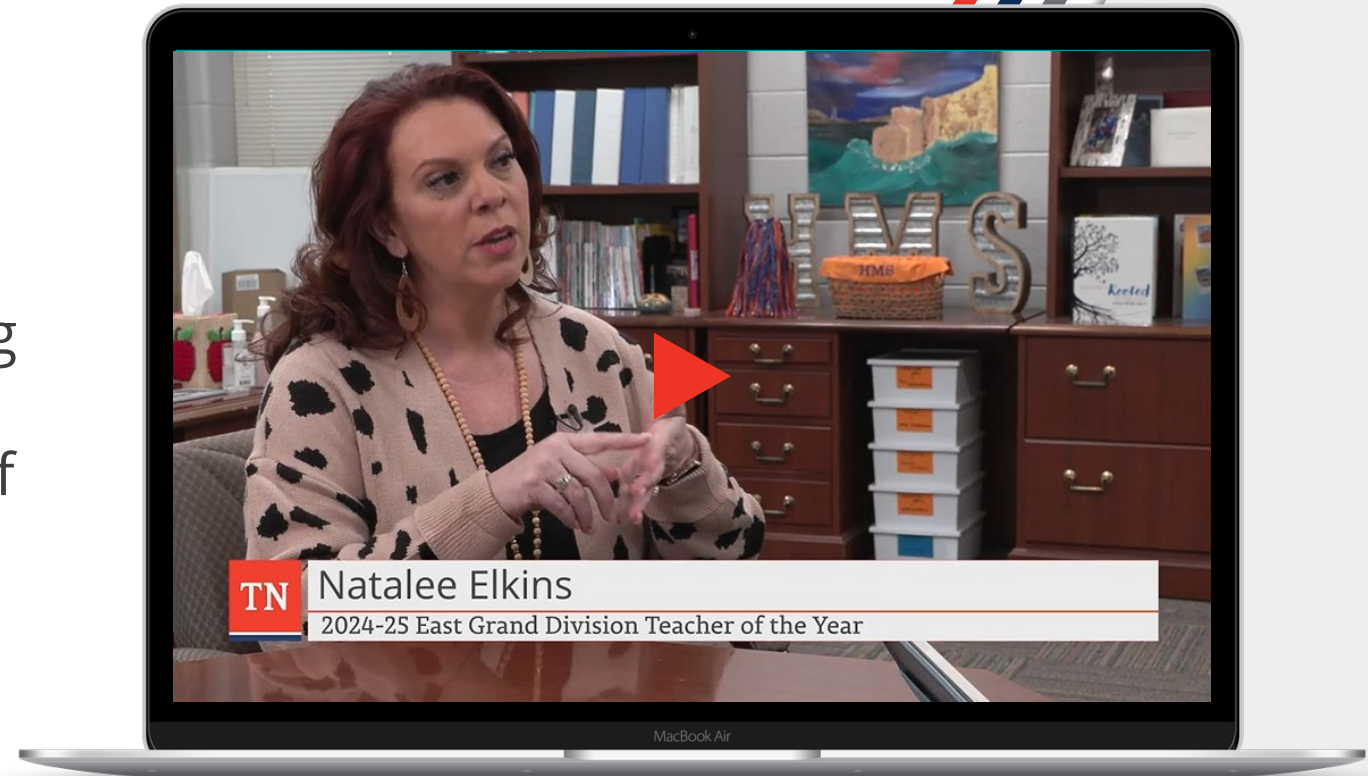 g
f
HMS
HMS
Rooted
TN
Natalee Elkins
2024-25 East Grand Division Teacher of the Year
MacBook Air